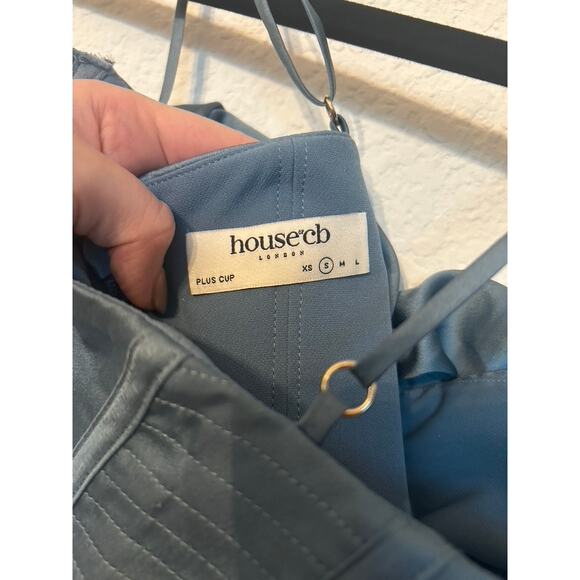 house of cb
LONDON
PLUS CUP XS S M L